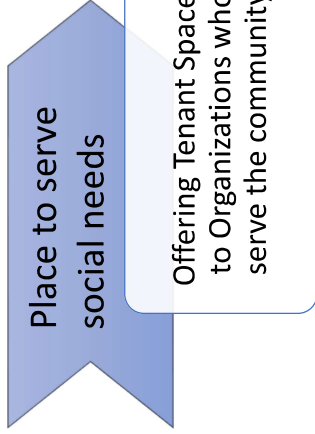 Place to serve
social needs
Offering Tenant Space
to Organizations who
serve the community